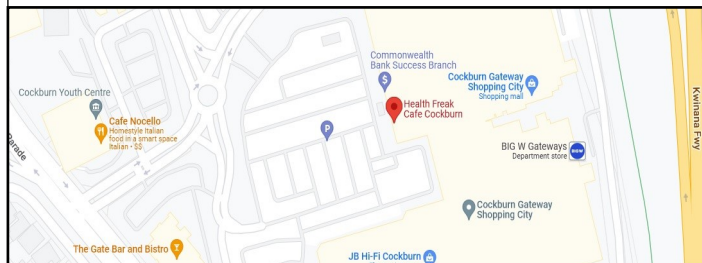 Commonwealth
Bank Success Branch
$
Cockburn Gateway
Shopping City
Shopping mall
Cockburn Youth Centre
Health Freak
Cafe Cockburn
Cafe Nocello
Homestyle Italian
food in a smart space
Italian • $$
P
Parade
BIG W Gateways
Department store
BIG W
Kwinana Fwy
Cockburn Gateway
Shopping City
The Gate Bar and Bistro
JB Hi-Fi Cockburn